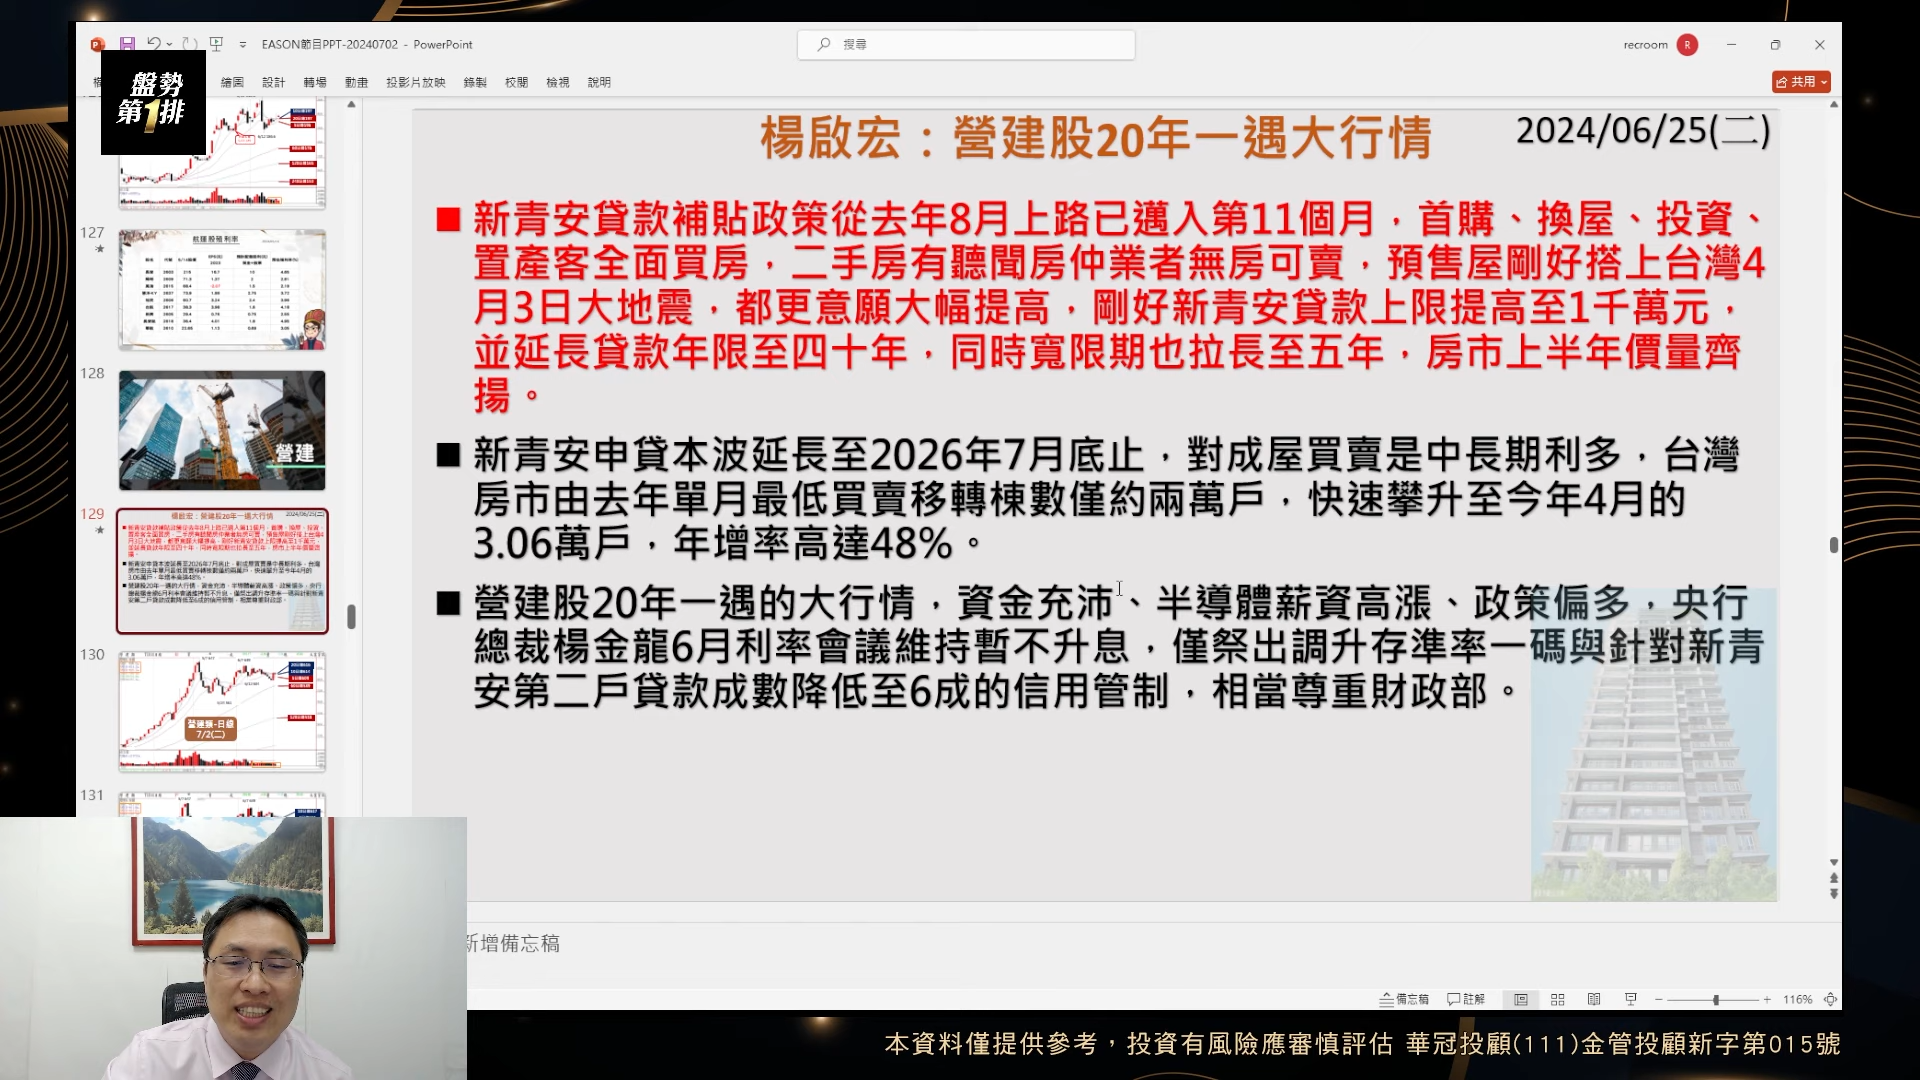 EASON節目PPT-20240702 - PowerPoint
搜尋
recroom
R
繪圖 設計 轉場 動畫 投影片放映 錄製 校閱 檢視 說明
共用
盤勢
第1排
127
航運股殖利率
128
營建
129
130
營建類-日線
7/2(二)
131
楊啟宏：營建股20年一遇大行情
2024/06/25(二)
新青安貸款補貼政策從去年8月上路已邁入第11個月，首購、換屋、投資、
置產客全面買房，二手房有聽聞房仲業者無房可賣，預售屋剛好搭上台灣4
月3日大地震，都更意願大幅提高，剛好新青安貸款上限提高至1千萬元，
並延長貸款年限至四十年，同時寬限期也拉長至五年，房市上半年價量齊
揚。
新青安申貸本波延長至2026年7月底止，對成屋買賣是中長期利多，台灣
房市由去年單月最低買賣移轉棟數僅約兩萬戶，快速攀升至今年4月的
3.06萬戶，年增率高達48%。
營建股20年一遇的大行情，資金充沛、半導體薪資高漲、政策偏多，央行
總裁楊金龍6月利率會議維持暫不升息，僅祭出調升存準率一碼與針對新青
安第二戶貸款成數降低至6成的信用管制，相當尊重財政部。
新增備忘稿
備忘稿 註解 116%
本資料僅提供參考，投資有風險應審慎評估 華冠投顧(111)金管投顧新字第015號